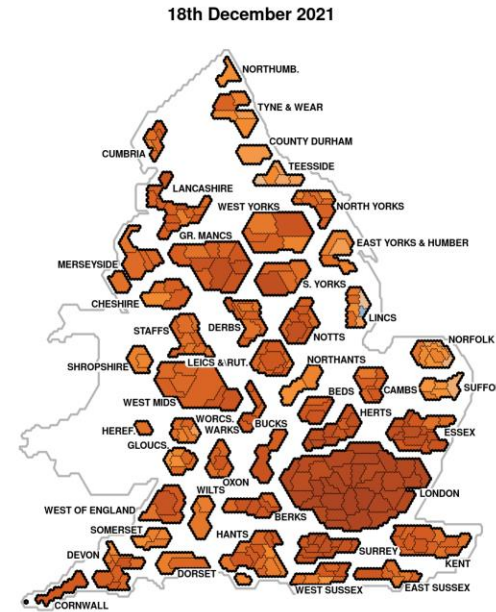 18th December 2021
NORTHUMB.
TYNE & WEAR
COUNTY DURHAM
CUMBRIA
TEESSIDE
LANCASHIRE
WEST YORKS
NORTH YORKS
GR. MANCS
EAST YORKS & HUMBER
MERSEYSIDE
S. YORKS
CHESHIRE
LINCS
STAFFS
DERBS
NOTTS
NORFOLK
SHROPSHIRE
LEICS & RUT.
NORTHANTS
WEST MIDS
BEDS
CAMBS
SUFFO
HEREF.
WORCS.
WARKS
BUCKS
HERTS
ESSEX
GLOUCS.
OXON
LONDON
WILTS
WEST OF ENGLAND
BERKS
SOMERSET
HANTS
DEVON
SURREY
KENT
DORSET
WEST SUSSEX
EAST SUSSEX
CORNWALL